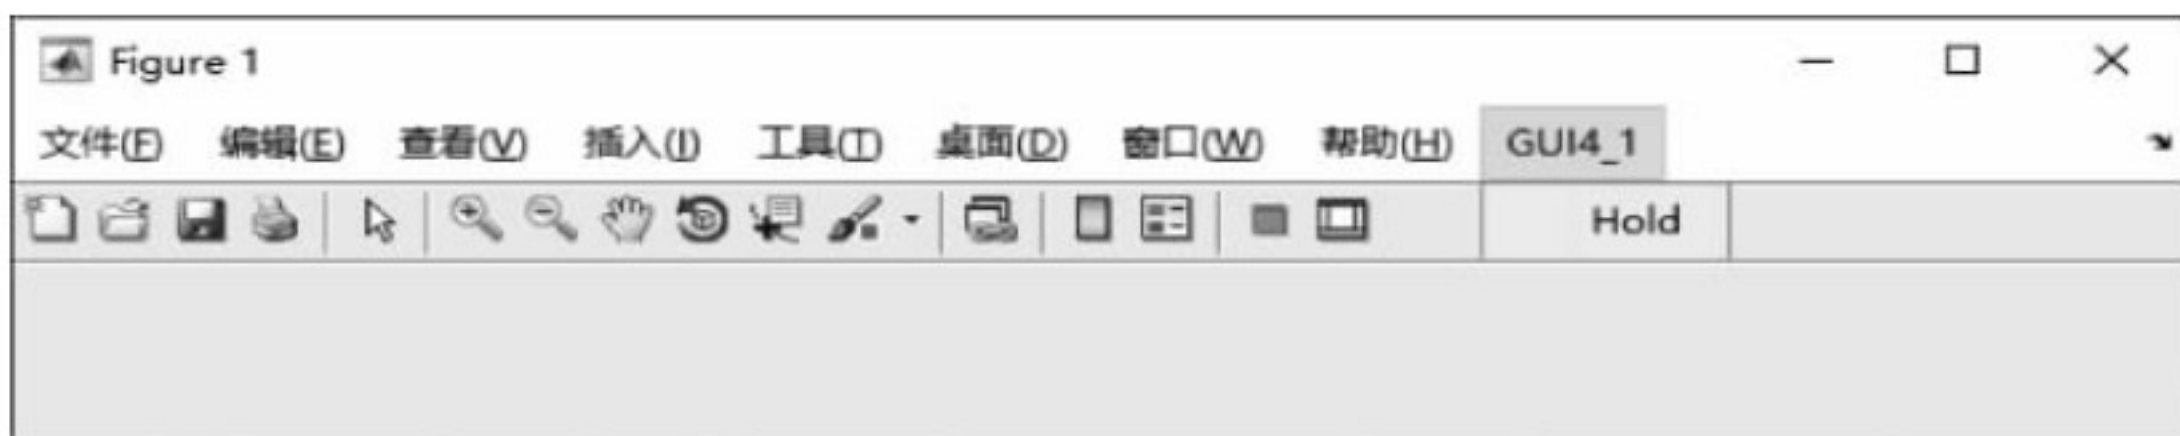 Figure 1
文件(F) 编辑(E) 查看(V) 插入(I) 工具(T) 桌面(D) 窗口(W) 帮助(H) GUI4_1
Hold